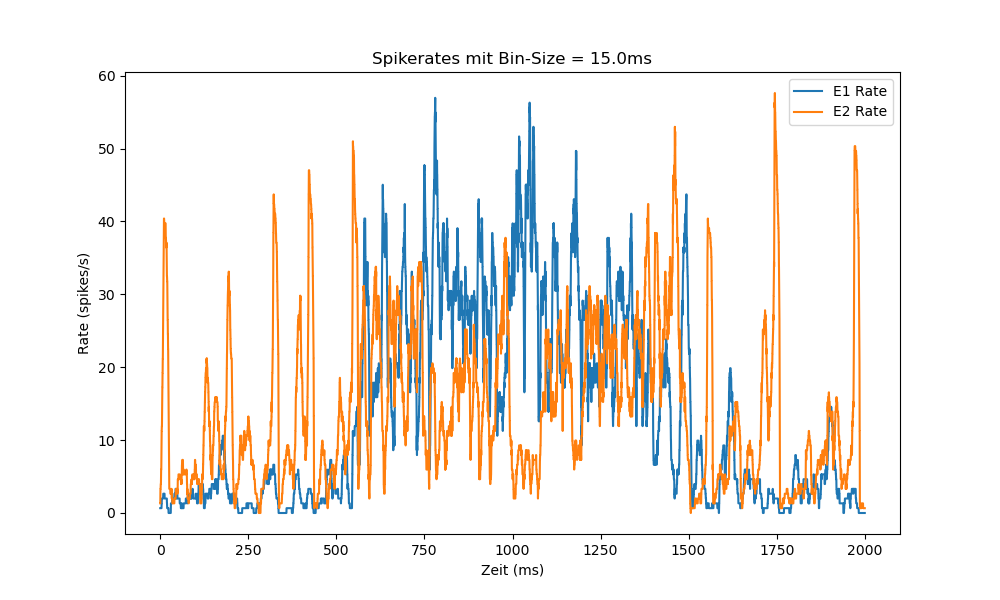 Spikerates mit Bin-Size = 15.0ms
E1 Rate
E2 Rate
60
50
40
30
20
10
0
Rate (spikes/s)
0 250 500 750 1000 1250 1500 1750 2000
Zeit (ms)